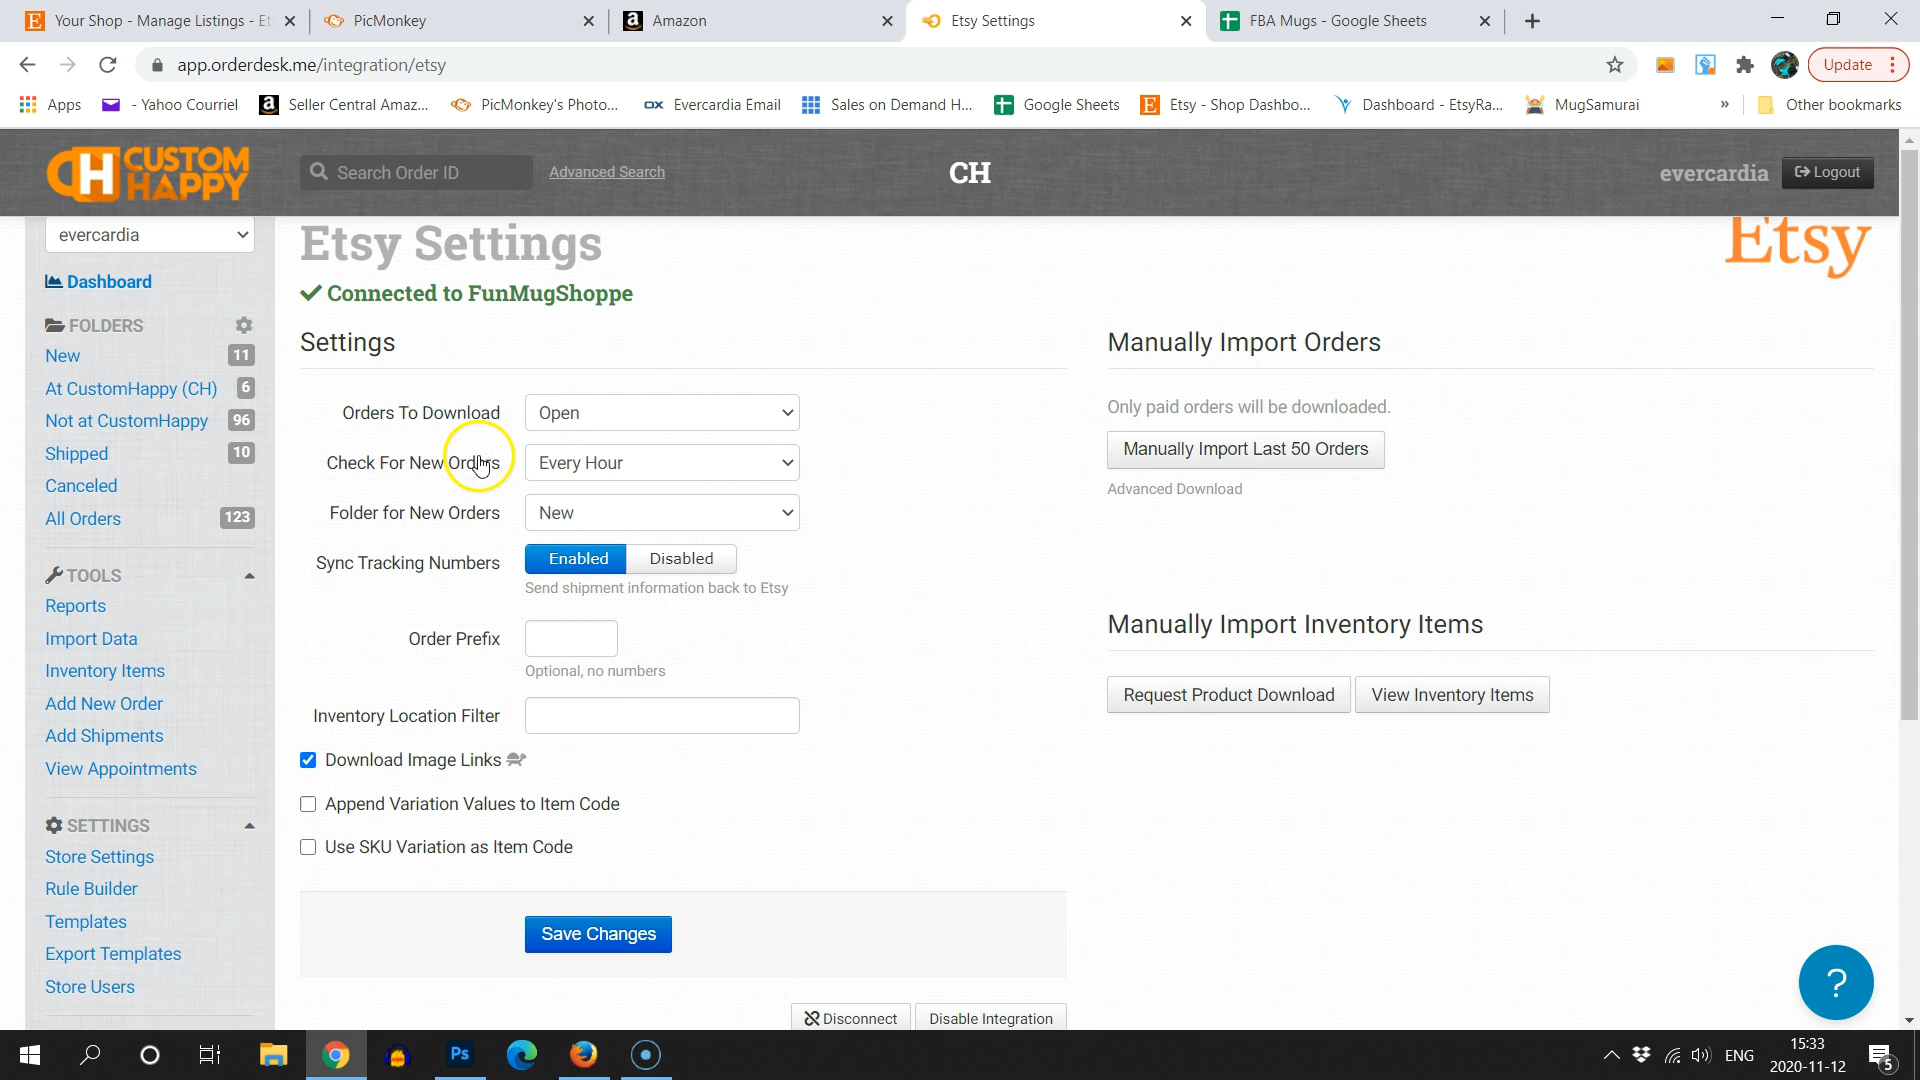 Your Shop - Manage Listings - Et
PicMonkey
Amazon
Etsy Settings
FBA Mugs - Google Sheets
app.orderdesk.me/integration/etsy
Update
Apps
- Yahoo Courriel
Seller Central Amaz...
PicMonkey's Photo...
OX Evercardia Email
Sales on Demand H...
Google Sheets
Etsy - Shop Dashbo...
Dashboard - EtsyRa...
MugSamurai
»
Other bookmarks
CH CUSTOM HAPPY
Search Order ID
Advanced Search
CH
evercardia
Logout
evercardia
Dashboard
FOLDERS
New 11
At CustomHappy (CH) 6
Not at CustomHappy 96
Shipped 10
Canceled
All Orders 123
TOOLS
Reports
Import Data
Inventory Items
Add New Order
Add Shipments
View Appointments
SETTINGS
Store Settings
Rule Builder
Templates
Export Templates
Store Users
Etsy Settings
Etsy
Connected to FunMugShoppe
Settings
Orders To Download Open
Check For New Orders Every Hour
Folder for New Orders New
Sync Tracking Numbers Enabled Disabled
Send shipment information back to Etsy
Order Prefix
Optional, no numbers
Inventory Location Filter
Download Image Links
Append Variation Values to Item Code
Use SKU Variation as Item Code
Save Changes
Disconnect
Disable Integration
Manually Import Orders
Only paid orders will be downloaded.
Manually Import Last 50 Orders
Advanced Download
Manually Import Inventory Items
Request Product Download
View Inventory Items
?
Ps
ENG
15:33
2020-11-12
5